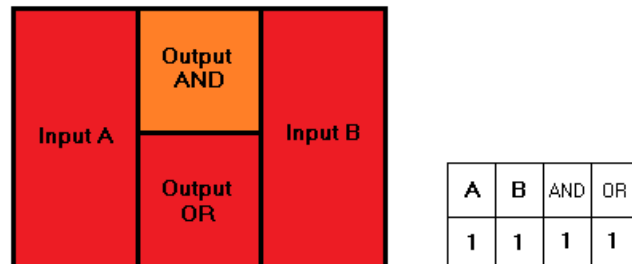 Output
AND
Input A
Input B
Output
OR
A B AND OR
1 1 1 1